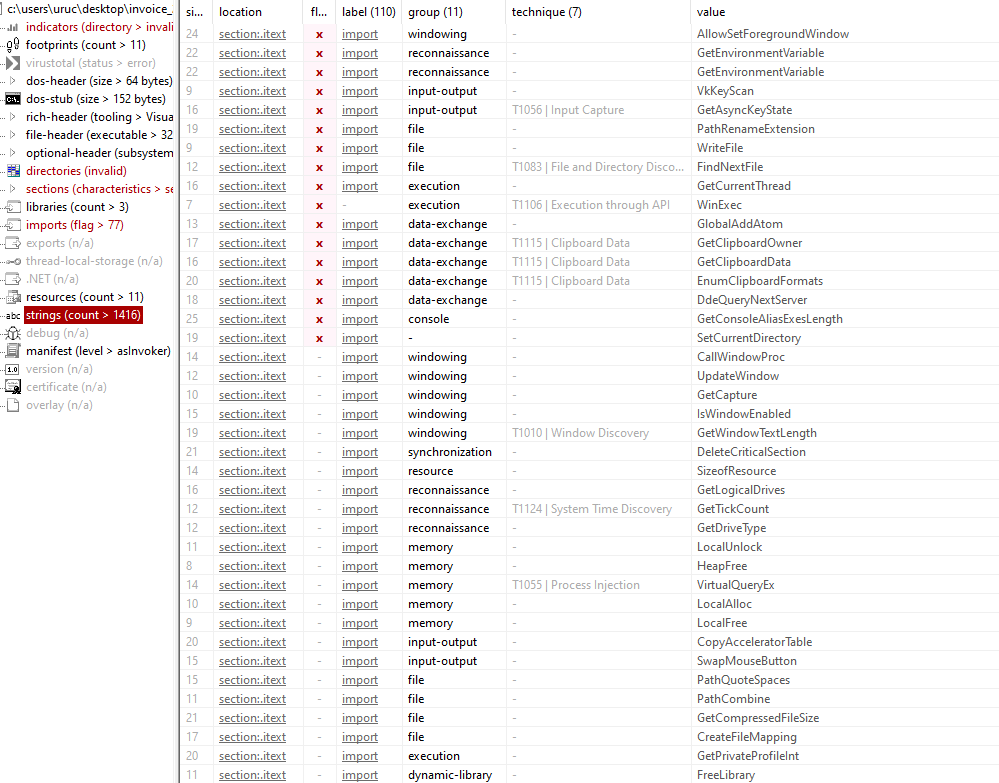 c:\users\uruc\desktop\invoice_
indicators (directory > invali
footprints (count > 11)
virustotal (status > error)
dos-header (size > 64 bytes)
dos-stub (size > 152 bytes)
rich-header (tooling > Visua
file-header (executable > 32
optional-header (subsystem
directories (invalid)
sections (characteristics > se
libraries (count > 3)
imports (flag > 77)
exports (n/a)
thread-local-storage (n/a)
.NET (n/a)
resources (count > 11)
abc strings (count > 1416)
debug (n/a)
manifest (level > asInvoker)
1.0 version (n/a)
certificate (n/a)
overlay (n/a)
si... location fl... label (110) group (11) technique (7) value
24 section:.itext x import windowing - AllowSetForegroundWindow
22 section:.itext x import reconnaissance - GetEnvironmentVariable
22 section:.itext x import reconnaissance - GetEnvironmentVariable
9 section:.itext x import input-output - VkKeyScan
16 section:.itext x import input-output T1056 | Input Capture GetAsyncKeyState
19 section:.itext x import file - PathRenameExtension
9 section:.itext x import file - WriteFile
12 section:.itext x import file T1083 | File and Directory Disco... FindNextFile
16 section:.itext x import execution - GetCurrentThread
7 section:.itext x - execution T1106 | Execution through API WinExec
13 section:.itext x import data-exchange - GlobalAddAtom
17 section:.itext x import data-exchange T1115 | Clipboard Data GetClipboardOwner
16 section:.itext x import data-exchange T1115 | Clipboard Data GetClipboardData
20 section:.itext x import data-exchange T1115 | Clipboard Data EnumClipboardFormats
18 section:.itext x import data-exchange - DdeQueryNextServer
25 section:.itext x import console - GetConsoleAliasExesLength
19 section:.itext x import - - SetCurrentDirectory
14 section:.itext - import windowing - CallWindowProc
12 section:.itext - import windowing - UpdateWindow
10 section:.itext - import windowing - GetCapture
15 section:.itext - import windowing - IsWindowEnabled
19 section:.itext - import windowing T1010 | Window Discovery GetWindowTextLength
21 section:.itext - import synchronization - DeleteCriticalSection
14 section:.itext - import resource - SizeofResource
16 section:.itext - import reconnaissance - GetLogicalDrives
12 section:.itext - import reconnaissance T1124 | System Time Discovery GetTickCount
12 section:.itext - import reconnaissance - GetDriveType
11 section:.itext - import memory - LocalUnlock
8 section:.itext - import memory - HeapFree
14 section:.itext - import memory T1055 | Process Injection VirtualQueryEx
10 section:.itext - import memory - LocalAlloc
9 section:.itext - import memory - LocalFree
20 section:.itext - import input-output - CopyAcceleratorTable
15 section:.itext - import input-output - SwapMouseButton
15 section:.itext - import file - PathQuoteSpaces
11 section:.itext - import file - PathCombine
21 section:.itext - import file - GetCompressedFileSize
17 section:.itext - import file - CreateFileMapping
20 section:.itext - import execution - GetPrivateProfileInt
11 section:.itext - import dynamic-library - FreeLibrary